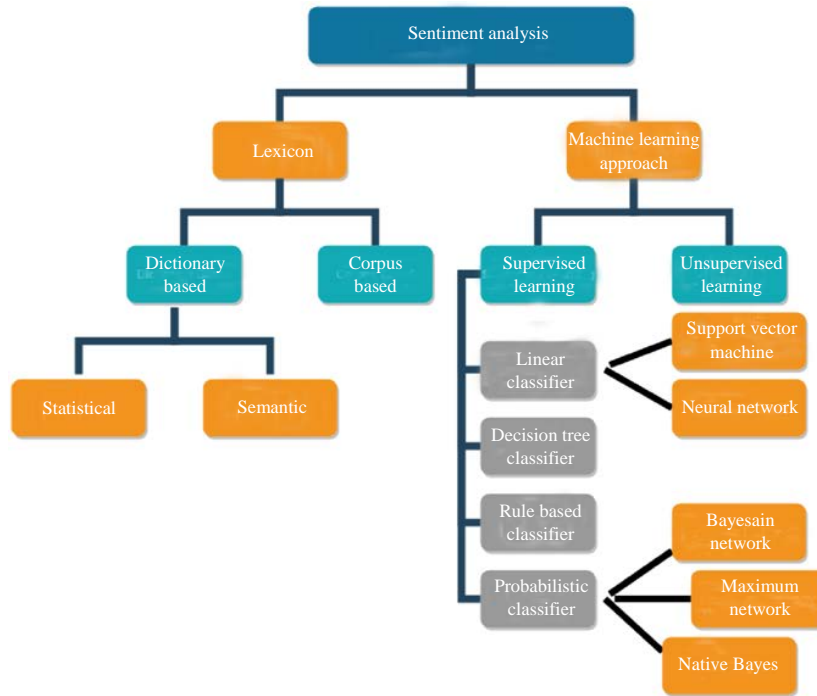 Sentiment analysis
Lexicon
Machine learning
approach
Dictionary
based
Corpus
based
Supervised
learning
Unsupervised
learning
Statistical
Semantic
Linear
classifier
Support vector
machine
Neural network
Decision tree
classifier
Rule based
classifier
Probabilistic
classifier
Bayesain
network
Maximum
network
Native Bayes